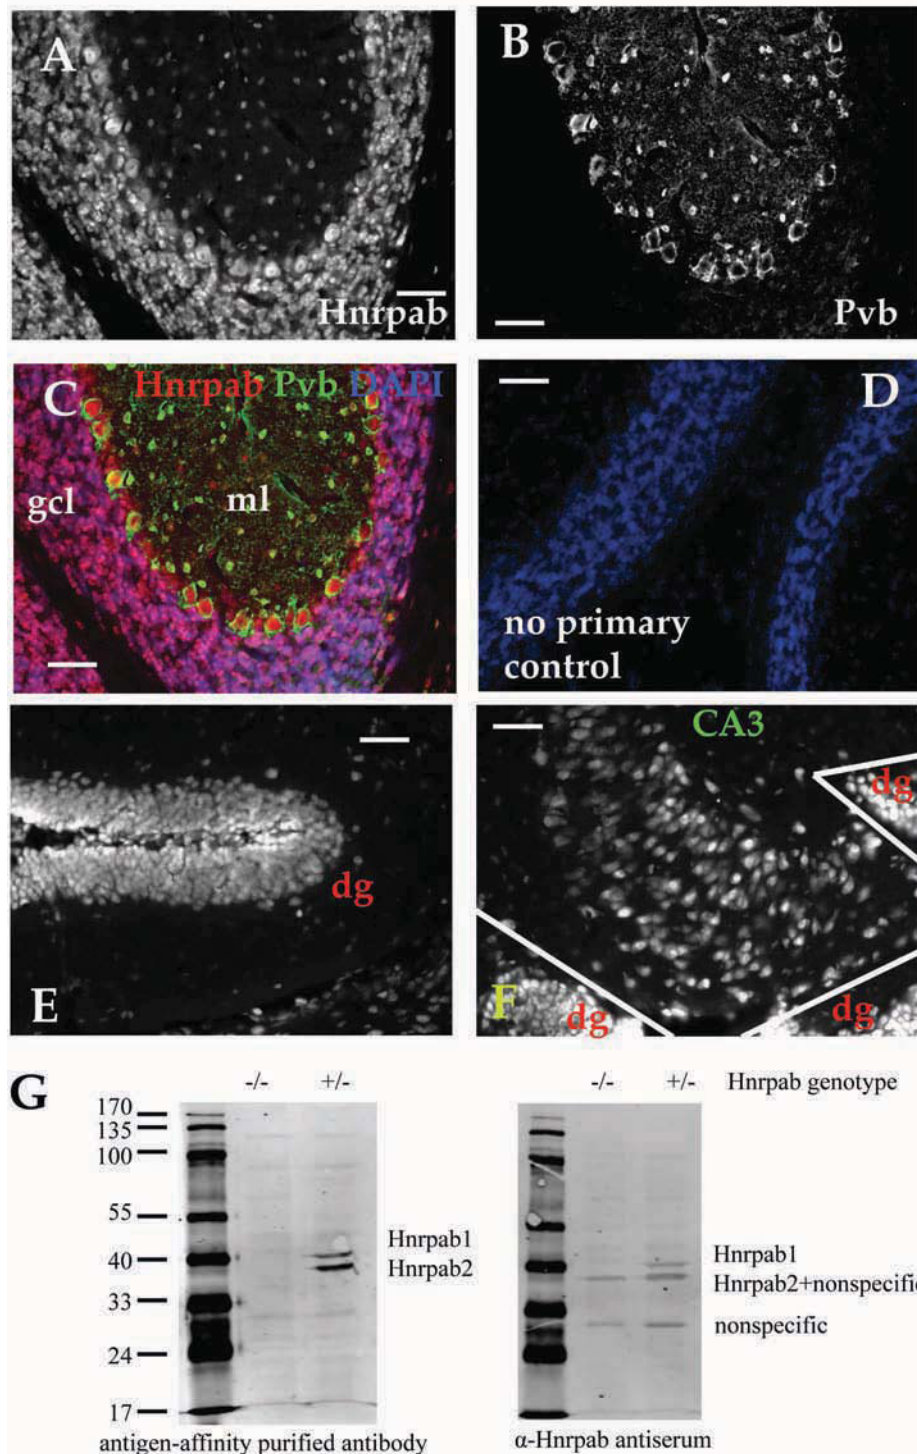 A
Hnrpab
B
Pvb
C
Hnrpab Pvb DAPI
gcl
ml
D
no primary
control
E
dg
CA3
dg
F
dg
dg
G
-/- +/-
-/- +/- Hnrpab genotype
170
135
100
55
40
33
24
17
Hnrpab1
Hnrpab2
Hnrpab1
Hnrpab2+nonspecific
nonspecific
antigen-affinity purified antibody
α-Hnrpab antiserum